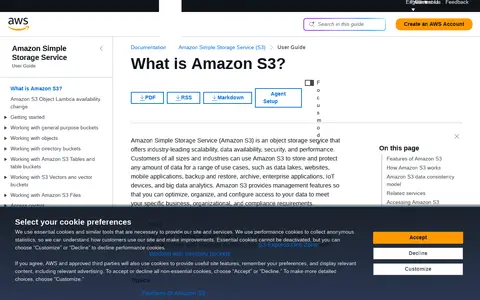 Contact Us
Feedback
aws
Search in this guide
Create an AWS Account
Amazon Simple
Storage Service
User Guide
What is Amazon S3?
Amazon S3 Object Lambda availability
change
Getting started
Working with general purpose buckets
Working with objects
Working with directory buckets
Working with Amazon S3 Tables and
table buckets
Working with S3 Vectors and vector
buckets
Working with Amazon S3 Files
Access control
Documentation
Amazon Simple Storage Service (S3)
User Guide
What is Amazon S3?
PDF
RSS
Markdown
Agent
Setup
Focus mod
Amazon Simple Storage Service (Amazon S3) is an object storage service that
offers industry-leading scalability, data availability, security, and performance.
Customers of all sizes and industries can use Amazon S3 to store and protect
any amount of data for a range of use cases, such as data lakes, websites,
mobile applications, backup and restore, archive, enterprise applications, IoT
devices, and big data analytics. Amazon S3 provides management features so
that you can optimize, organize, and configure access to your data to meet
your specific business, organizational, and compliance requirements.
On this page
Features of Amazon S3
How Amazon S3 works
Amazon S3 data consistency model
Related services
Accessing Amazon S3
Select your cookie preferences
We use essential cookies and similar tools that are necessary to provide our site and services. We use performance cookies to collect anonymous
statistics, so we can understand how customers use our site and make improvements. Essential cookies cannot be deactivated, but you can
choose “Customize” or “Decline” to decline performance cookies.
If you agree, AWS and approved third parties will also use cookies to provide useful site features, remember your preferences, and display relevant
content, including relevant advertising. To accept or decline all non-essential cookies, choose “Accept” or “Decline.” To make more detailed
choices, choose “Customize.”
Accept
Decline
Customize
Topics
Features of Amazon S3